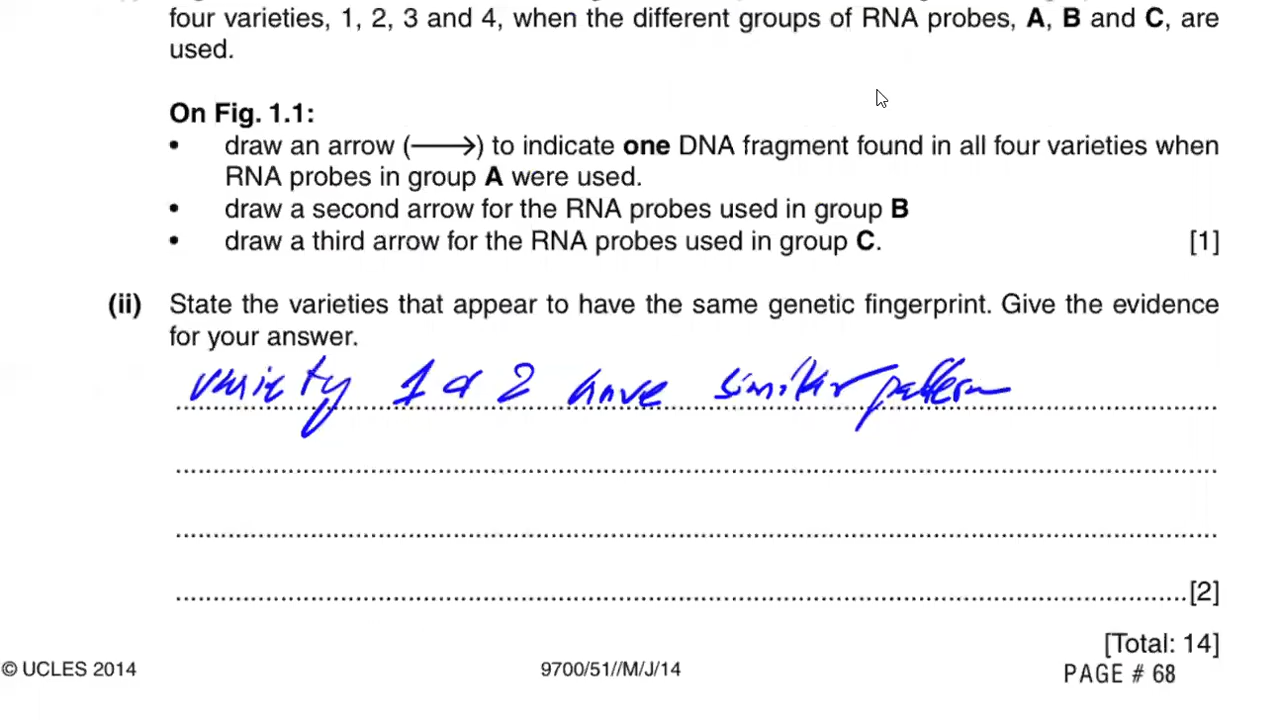 four varieties, 1, 2, 3 and 4, when the different groups of RNA probes, A, B and C, are
used.
On Fig. 1.1:
• draw an arrow (⟶) to indicate one DNA fragment found in all four varieties when
RNA probes in group A were used.
• draw a second arrow for the RNA probes used in group B
• draw a third arrow for the RNA probes used in group C. [1]
(ii) State the varieties that appear to have the same genetic fingerprint. Give the evidence
for your answer.
variety 1 & 2 have similar pattern
[2]
[Total: 14]
© UCLES 2014 9700/51//M/J/14 PAGE # 68